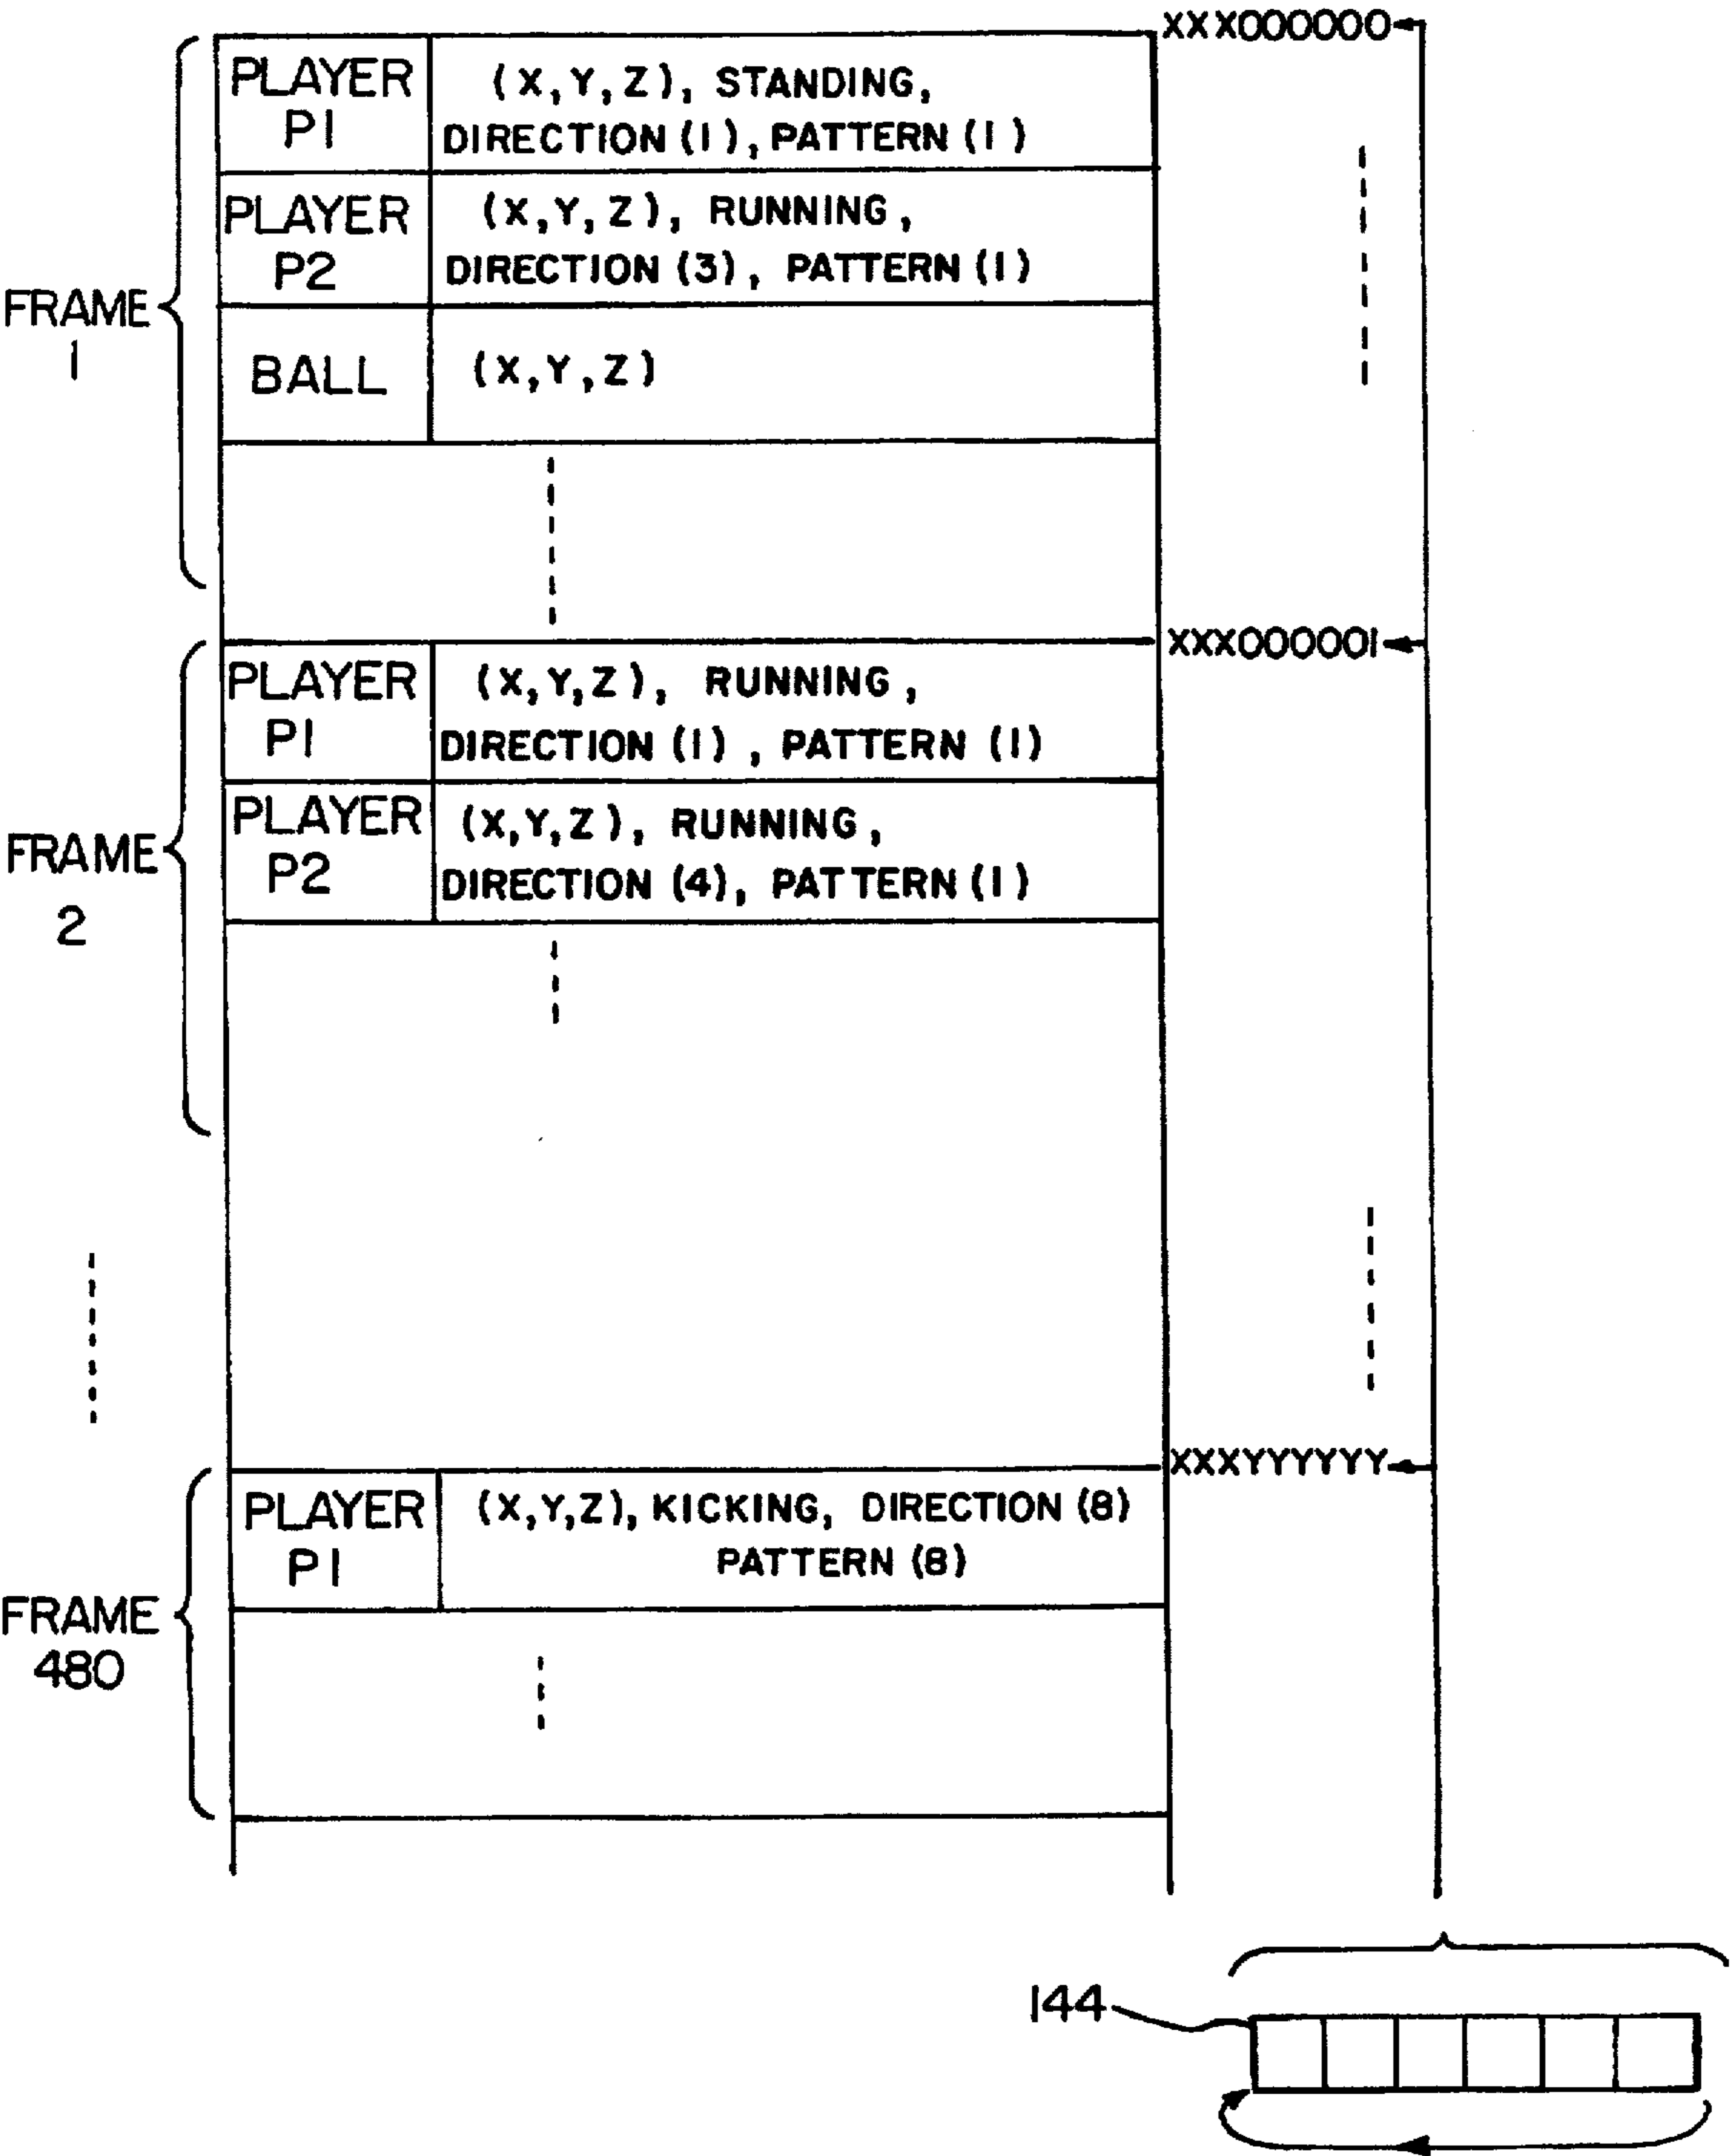 XXX000000
PLAYER
P1
(X,Y,Z), STANDING,
DIRECTION (1), PATTERN (1)
PLAYER
P2
(X,Y,Z), RUNNING,
DIRECTION (3), PATTERN (1)
FRAME
1
BALL
(X,Y,Z)
XXX000001
PLAYER
P1
(X,Y,Z), RUNNING,
DIRECTION (1), PATTERN (1)
FRAME
2
PLAYER
P2
(X,Y,Z), RUNNING,
DIRECTION (4), PATTERN (1)
XXXYYYYYY
PLAYER
P1
(X,Y,Z), KICKING, DIRECTION (8)
PATTERN (8)
FRAME
480
144